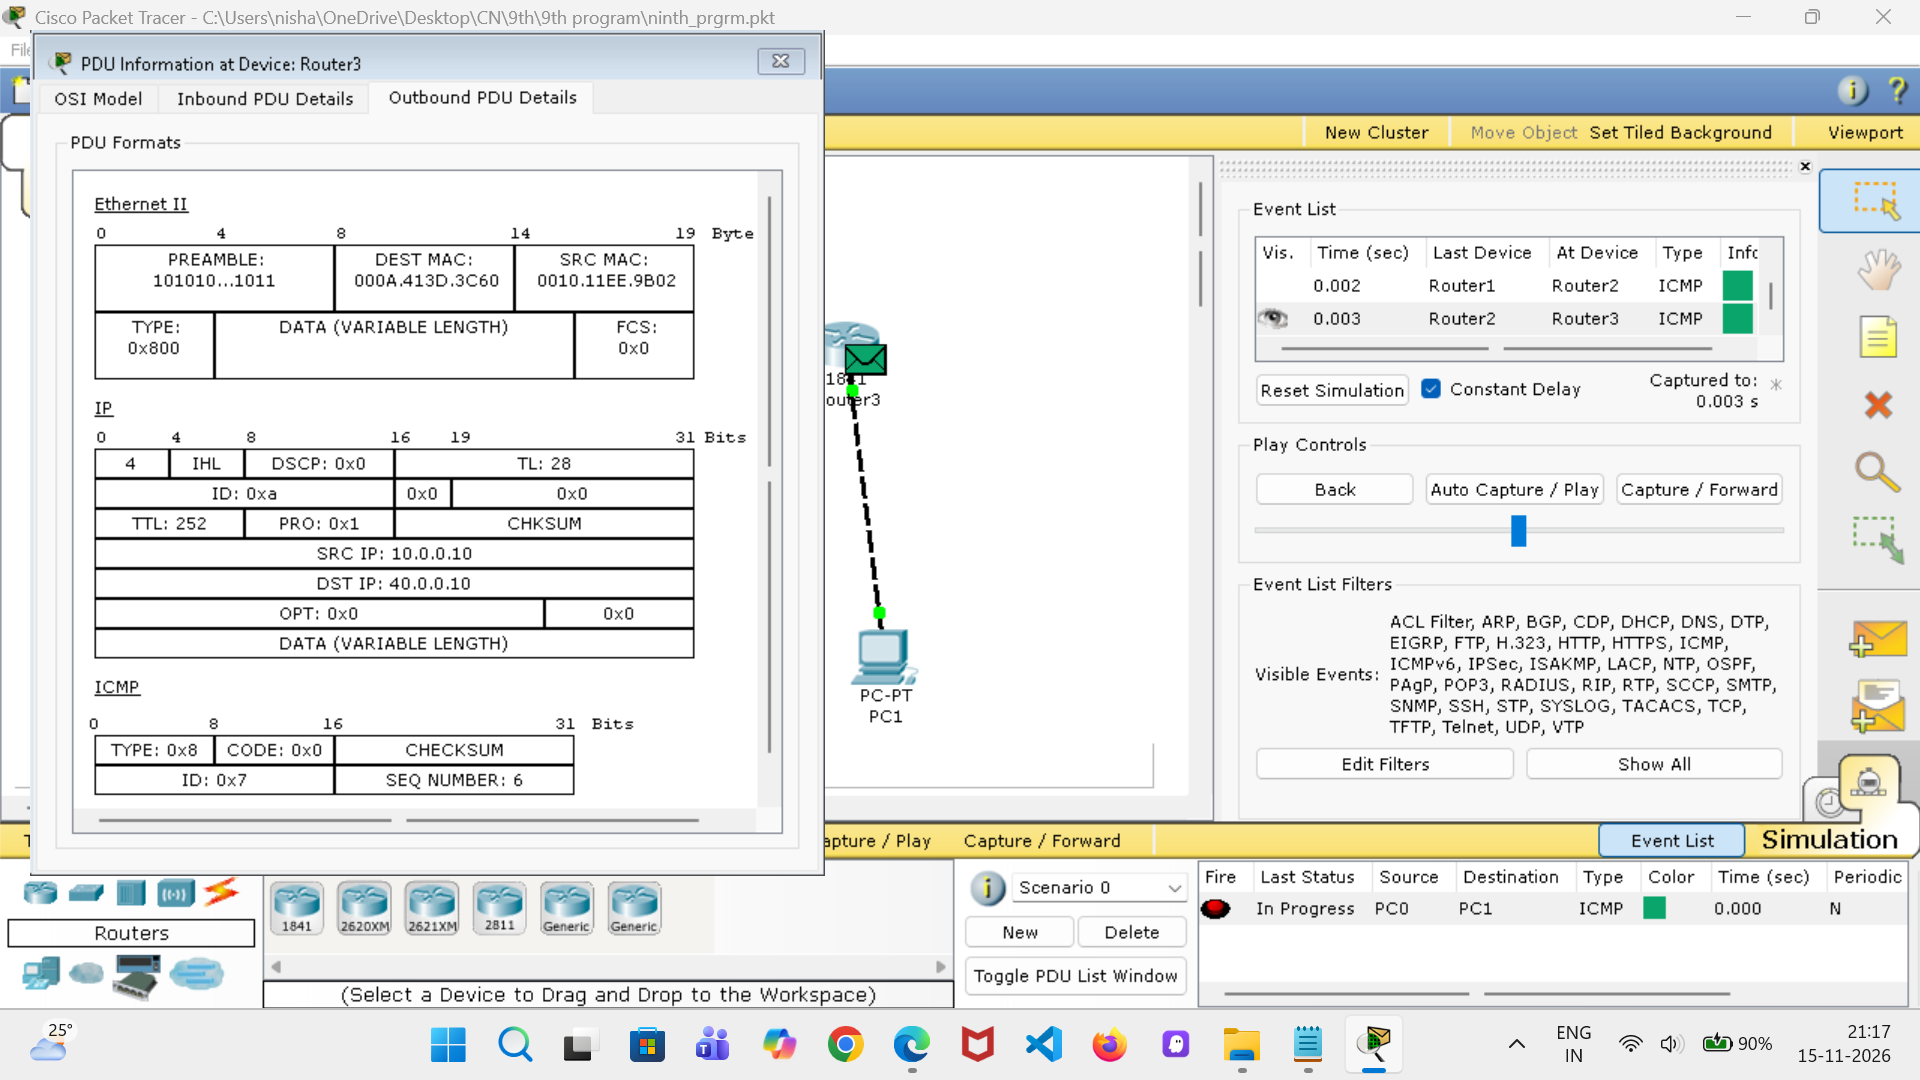 Cisco Packet Tracer - C:\Users\nisha\OneDrive\Desktop\CN\9th\9th program\ninth_prgrm.pkt
PDU Information at Device: Router3
OSI Model
Inbound PDU Details
Outbound PDU Details
PDU Formats
Ethernet II
0 4 8 14 19 Byte
PREAMBLE:
101010...1011
DEST MAC:
000A.413D.3C60
SRC MAC:
0010.11EE.9B02
TYPE:
0x800
DATA (VARIABLE LENGTH)
FCS:
0x0
IP
0 4 8 16 19 31 Bits
4 IHL DSCP: 0x0 TL: 28
ID: 0xa 0x0 0x0
TTL: 252 PRO: 0x1 CHKSUM
SRC IP: 10.0.0.10
DST IP: 40.0.0.10
OPT: 0x0 0x0
DATA (VARIABLE LENGTH)
ICMP
0 8 16 31 Bits
TYPE: 0x8 CODE: 0x0 CHECKSUM
ID: 0x7 SEQ NUMBER: 6
New Cluster
Move Object
Set Tiled Background
Viewport
1841
outer3
PC-PT
PC1
Event List
Vis. Time (sec) Last Device At Device Type Info
0.002 Router1 Router2 ICMP
0.003 Router2 Router3 ICMP
Reset Simulation
Constant Delay
Captured to:
0.003 s
*
Play Controls
Back
Auto Capture / Play
Capture / Forward
Event List Filters
Visible Events:
ACL Filter, ARP, BGP, CDP, DHCP, DNS, DTP,
EIGRP, FTP, H.323, HTTP, HTTPS, ICMP,
ICMPv6, IPSec, ISAKMP, LACP, NTP, OSPF,
PAgP, POP3, RADIUS, RIP, RTP, SCCP, SMTP,
SNMP, SSH, STP, SYSLOG, TACACS, TCP,
TFTP, Telnet, UDP, VTP
Edit Filters
Show All
apture / Play
Capture / Forward
Event List
Simulation
Routers
1841
2620XM
2621XM
2811
Generic
Generic
(Select a Device to Drag and Drop to the Workspace)
Scenario 0
New
Delete
Toggle PDU List Window
Fire Last Status Source Destination Type Color Time (sec) Periodic
In Progress PC0 PC1 ICMP 0.000 N
25°
ENG
IN
90%
21:17
15-11-2026